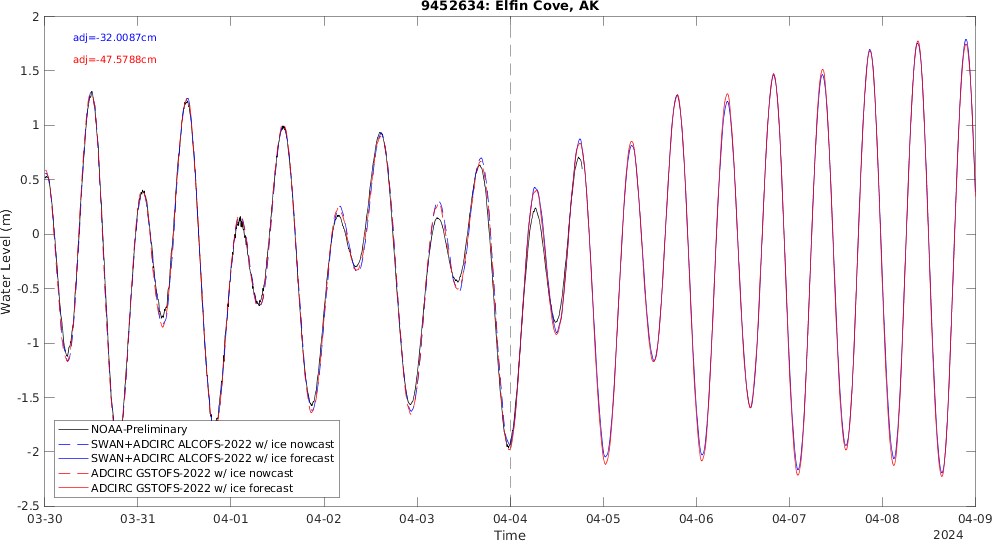 9452634: Elfin Cove, AK
adj=-32.0087cm
adj=-47.5788cm
2
1.5
1
0.5
0
-0.5
-1
-1.5
-2
-2.5
Water Level (m)
NOAA-Preliminary
SWAN+ADCIRC ALCOFS-2022 w/ ice nowcast
SWAN+ADCIRC ALCOFS-2022 w/ ice forecast
ADCIRC GSTOFS-2022 w/ ice nowcast
ADCIRC GSTOFS-2022 w/ ice forecast
03-30 03-31 04-01 04-02 04-03 04-04 04-05 04-06 04-07 04-08 04-09
Time
2024